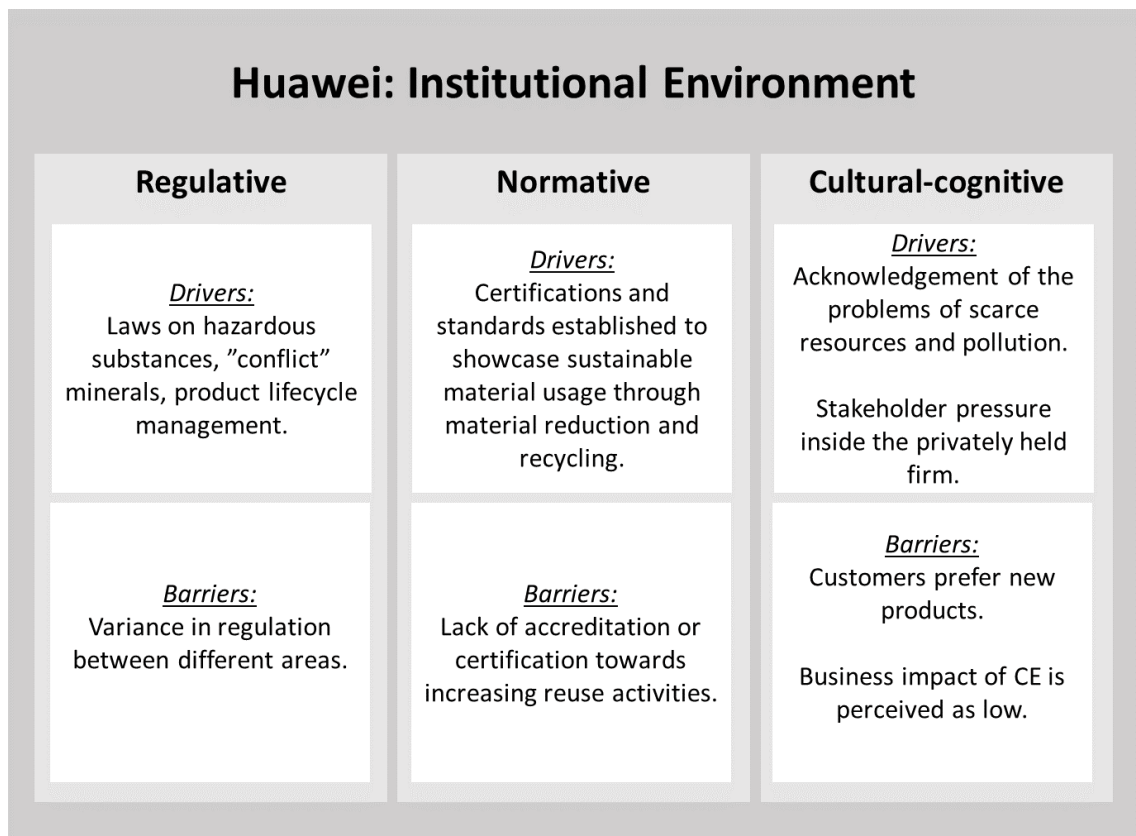 Huawei: Institutional Environment
Regulative
Drivers:
Laws on hazardous
substances, ”conflict”
minerals, product lifecycle
management.
Barriers:
Variance in regulation
between different areas.
Normative
Drivers:
Certifications and
standards established to
showcase sustainable
material usage through
material reduction and
recycling.
Barriers:
Lack of accreditation or
certification towards
increasing reuse activities.
Cultural-cognitive
Drivers:
Acknowledgement of the
problems of scarce
resources and pollution.
Stakeholder pressure
inside the privately held
firm.
Barriers:
Customers prefer new
products.
Business impact of CE is
perceived as low.